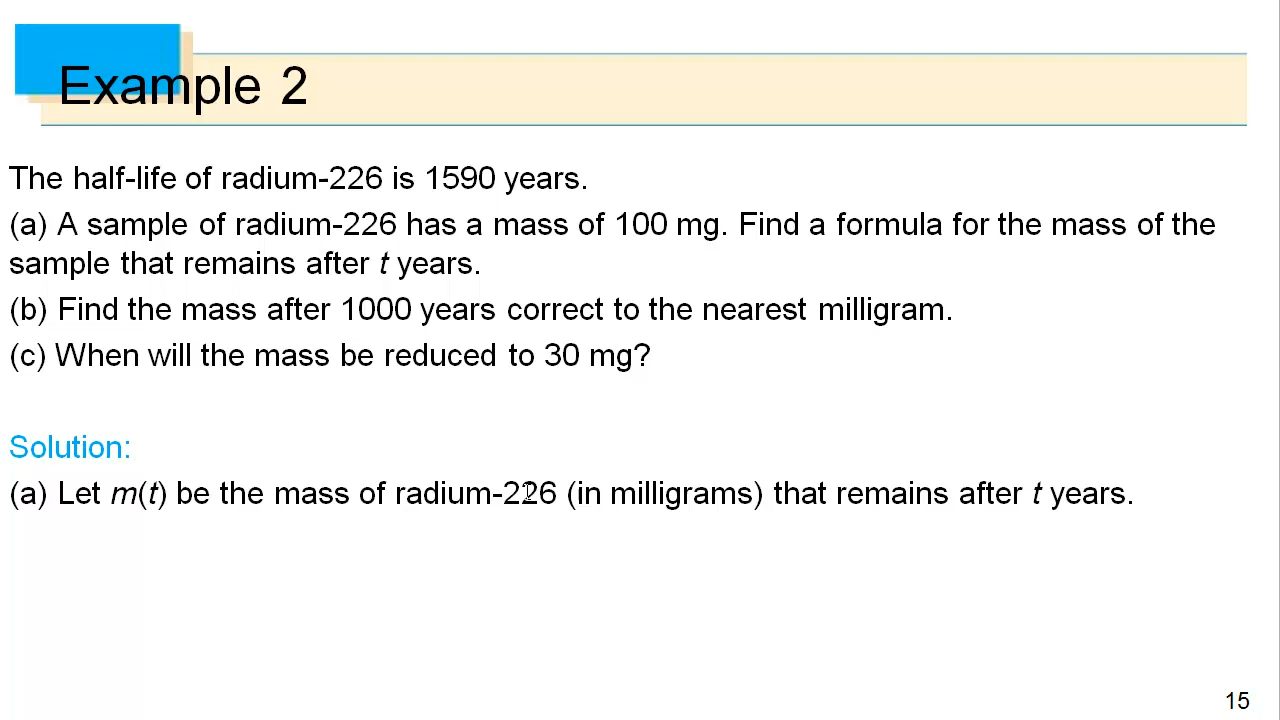 Example 2
The half-life of radium-226 is 1590 years.
(a) A sample of radium-226 has a mass of 100 mg. Find a formula for the mass of the
sample that remains after t years.
(b) Find the mass after 1000 years correct to the nearest milligram.
(c) When will the mass be reduced to 30 mg?
Solution:
(a) Let m(t) be the mass of radium-226 (in milligrams) that remains after t years.
15